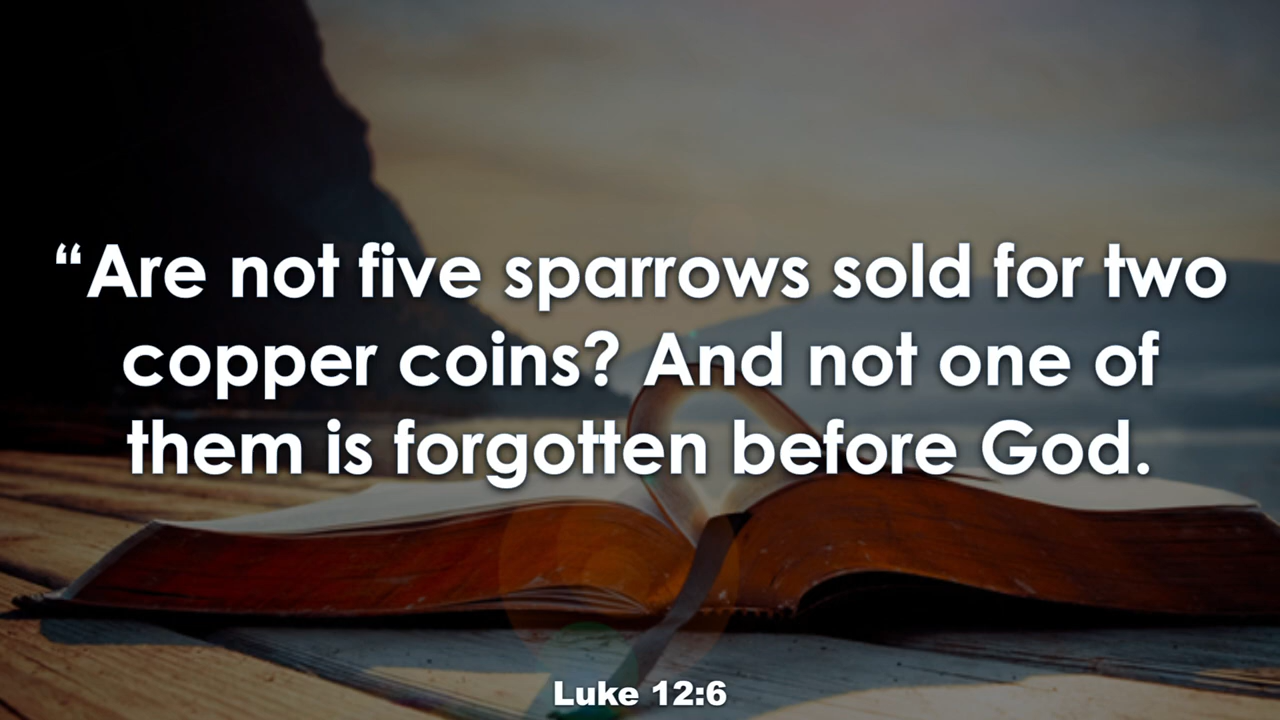 “Are not five sparrows sold for two
copper coins? And not one of
them is forgotten before God.
Luke 12:6